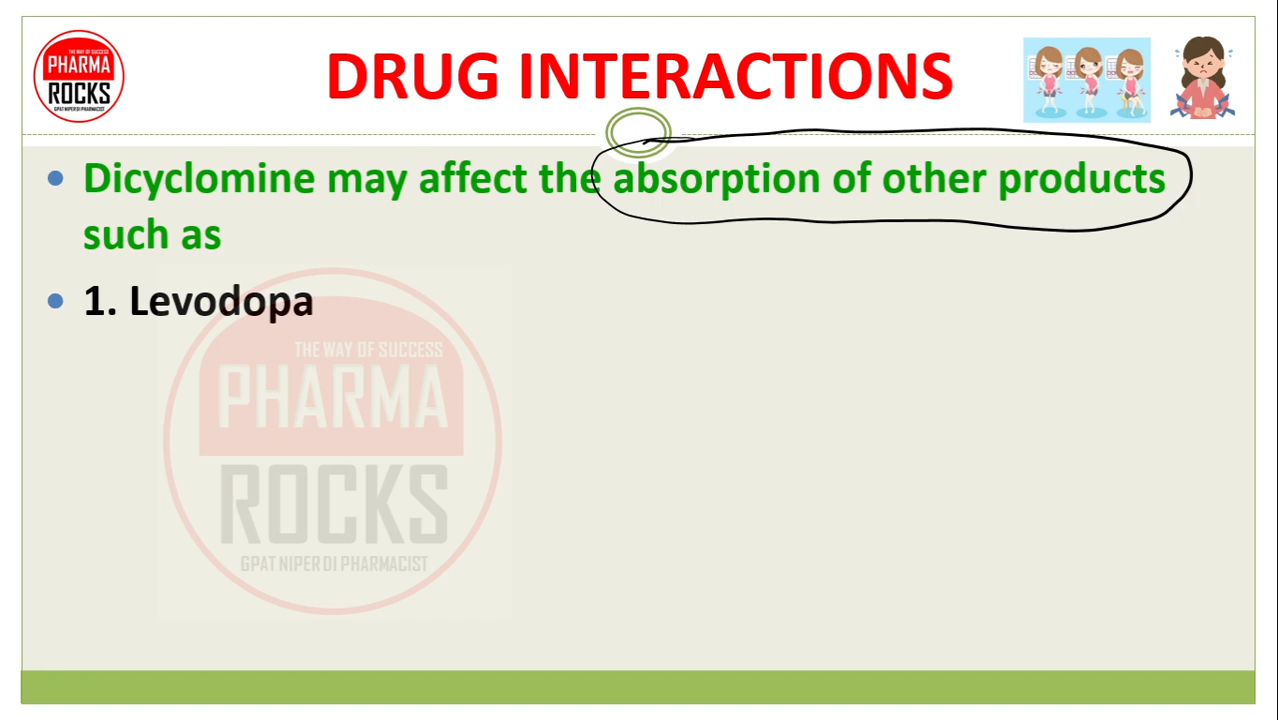 THE WAY OF SUCCESS
PHARMA
ROCKS
GPAT NIPER DI PHARMACIST
DRUG INTERACTIONS
• Dicyclomine may affect the absorption of other products
such as
• 1. Levodopa
THE WAY OF SUCCESS
PHARMA
ROCKS
GPAT NIPER DI PHARMACIST